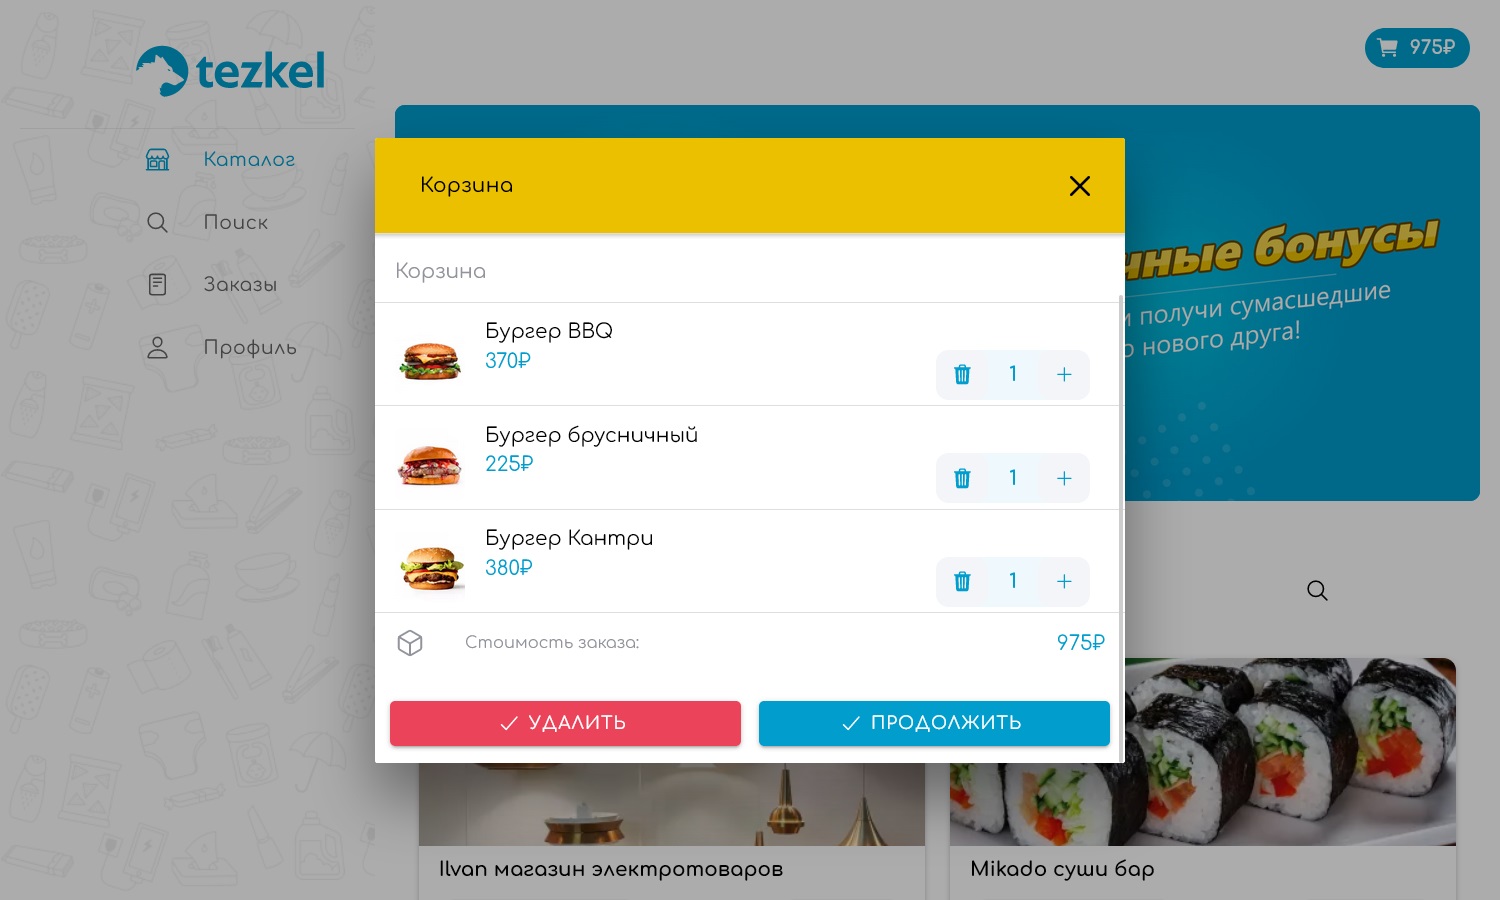 tezkel
975₽
Каталог
Поиск
Заказы
Профиль
Корзина
Корзина
Бургер BBQ
370₽
1
Бургер брусничный
225₽
1
Бургер Кантри
380₽
1
Стоимость заказа:
975₽
УДАЛИТЬ
ПРОДОЛЖИТЬ
бонусы
получи сумасшедшие
нового друга!
Ilvan магазин электротоваров
Mikado суши бар